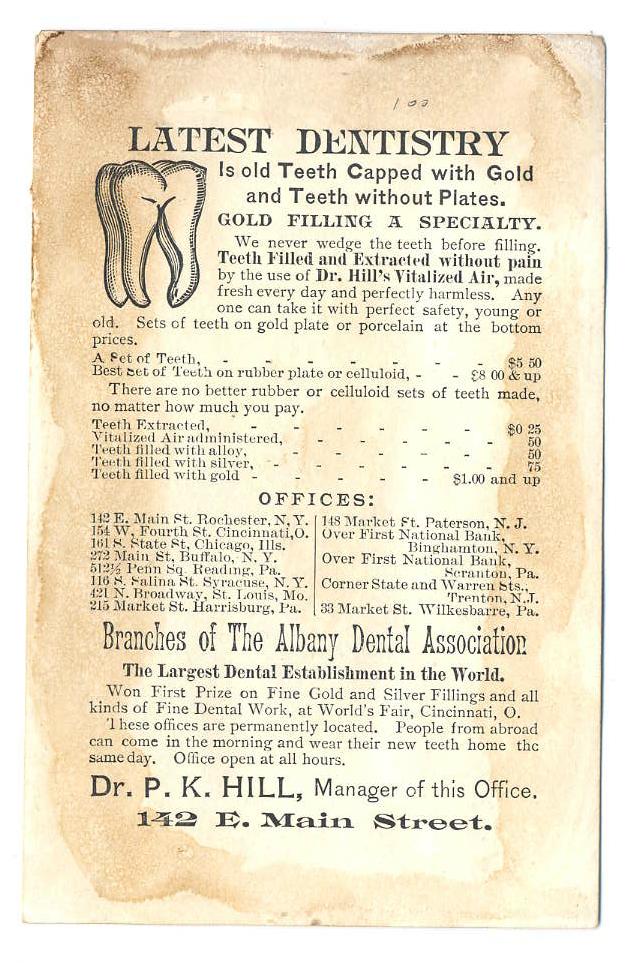 100
LATEST DENTISTRY
Is old Teeth Capped with Gold
and Teeth without Plates.
GOLD FILLING A SPECIALTY.
We never wedge the teeth before filling.
Teeth Filled and Extracted without pain
by the use of Dr. Hill's Vitalized Air, made
fresh every day and perfectly harmless. Any
one can take it with perfect safety, young or
old. Sets of teeth on gold plate or porcelain at the bottom
prices.
A Set of Teeth, - - - - - - - $5 50
Best Set of Teeth on rubber plate or celluloid, - - $8 00 & up
There are no better rubber or celluloid sets of teeth made,
no matter how much you pay.
Teeth Extracted, - - - - - - $0 25
Vitalized Air administered, - - - - - 50
Teeth filled with alloy, - - - - - - 50
Teeth filled with silver, - - - - - - 75
Teeth filled with gold - - - - - $1.00 and up
OFFICES:
142 E. Main St. Rochester, N. Y.
154 W. Fourth St. Cincinnati, O.
161 S. State St, Chicago, Ills.
272 Main St. Buffalo, N. Y.
512½ Penn Sq. Reading, Pa.
116 S. Salina St. Syracuse, N. Y.
421 N. Broadway, St. Louis, Mo.
215 Market St. Harrisburg, Pa.
148 Market St. Paterson, N. J.
Over First National Bank,
Binghamton, N. Y.
Over First National Bank,
Scranton, Pa.
Corner State and Warren Sts.,
Trenton, N.J.
33 Market St. Wilkesbarre, Pa.
Branches of The Albany Dental Association
The Largest Dental Establishment in the World.
Won First Prize on Fine Gold and Silver Fillings and all
kinds of Fine Dental Work, at World's Fair, Cincinnati, O.
These offices are permanently located. People from abroad
can come in the morning and wear their new teeth home the
same day. Office open at all hours.
Dr. P. K. HILL, Manager of this Office.
142 E. Main Street.